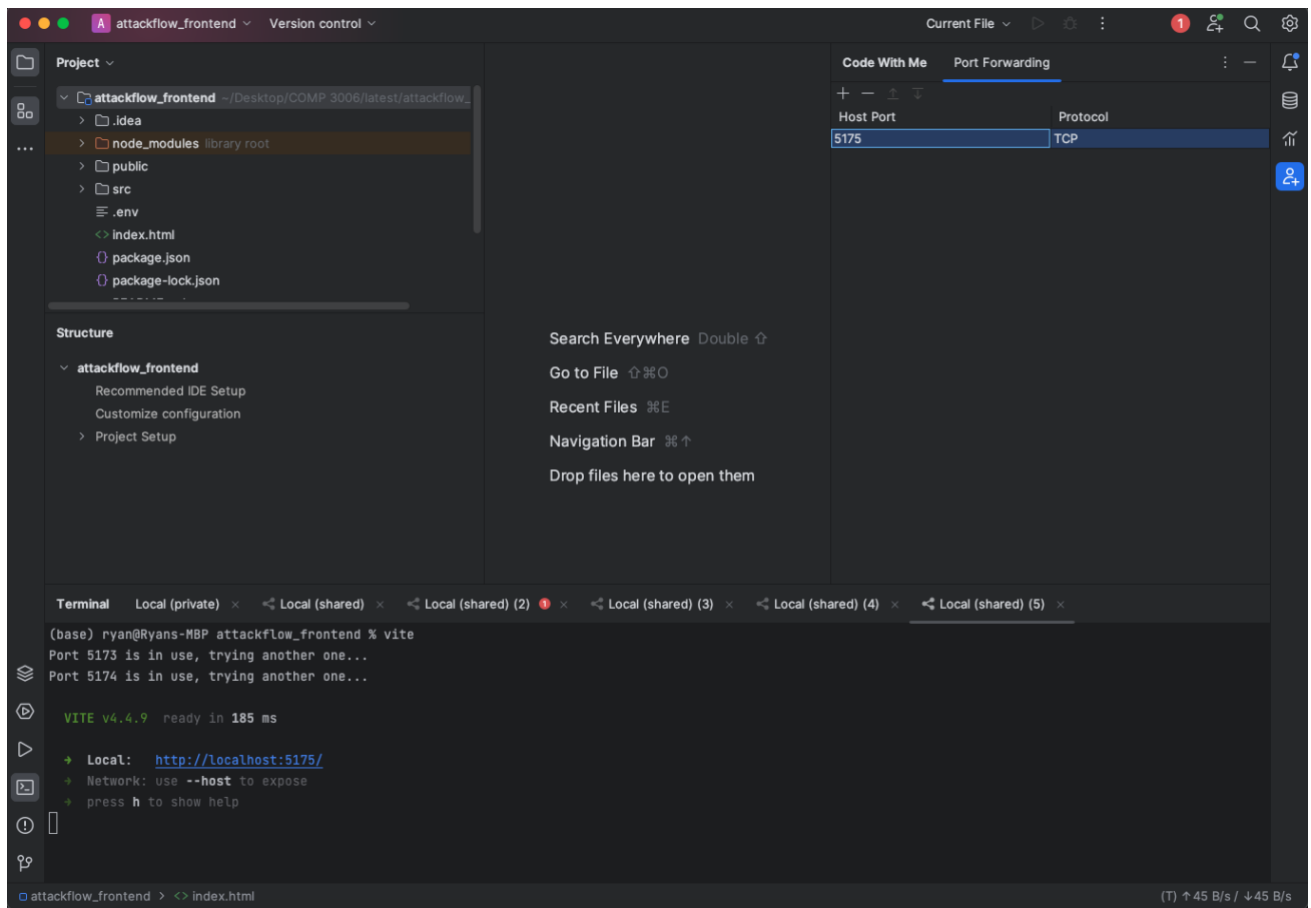 A attackflow_frontend Version control Current File 1
Project
attackflow_frontend ~/Desktop/COMP 3006/latest/attackflow_
.idea
node_modules library root
public
src
.env
<> index.html
{} package.json
{} package-lock.json
Structure
attackflow_frontend
Recommended IDE Setup
Customize configuration
Project Setup
Search Everywhere Double ⇧
Go to File ⇧⌘O
Recent Files ⌘E
Navigation Bar ⌘↑
Drop files here to open them
Code With Me Port Forwarding
Host Port Protocol
5175 TCP
Terminal Local (private) × Local (shared) × Local (shared) (2) × Local (shared) (3) × Local (shared) (4) × Local (shared) (5) ×
(base) ryan@Ryans-MBP attackflow_frontend % vite
Port 5173 is in use, trying another one...
Port 5174 is in use, trying another one...
VITE v4.4.9 ready in 185 ms
➜ Local: http://localhost:5175/
➜ Network: use --host to expose
➜ press h to show help
attackflow_frontend > <> index.html (T) ↑45 B/s / ↓45 B/s